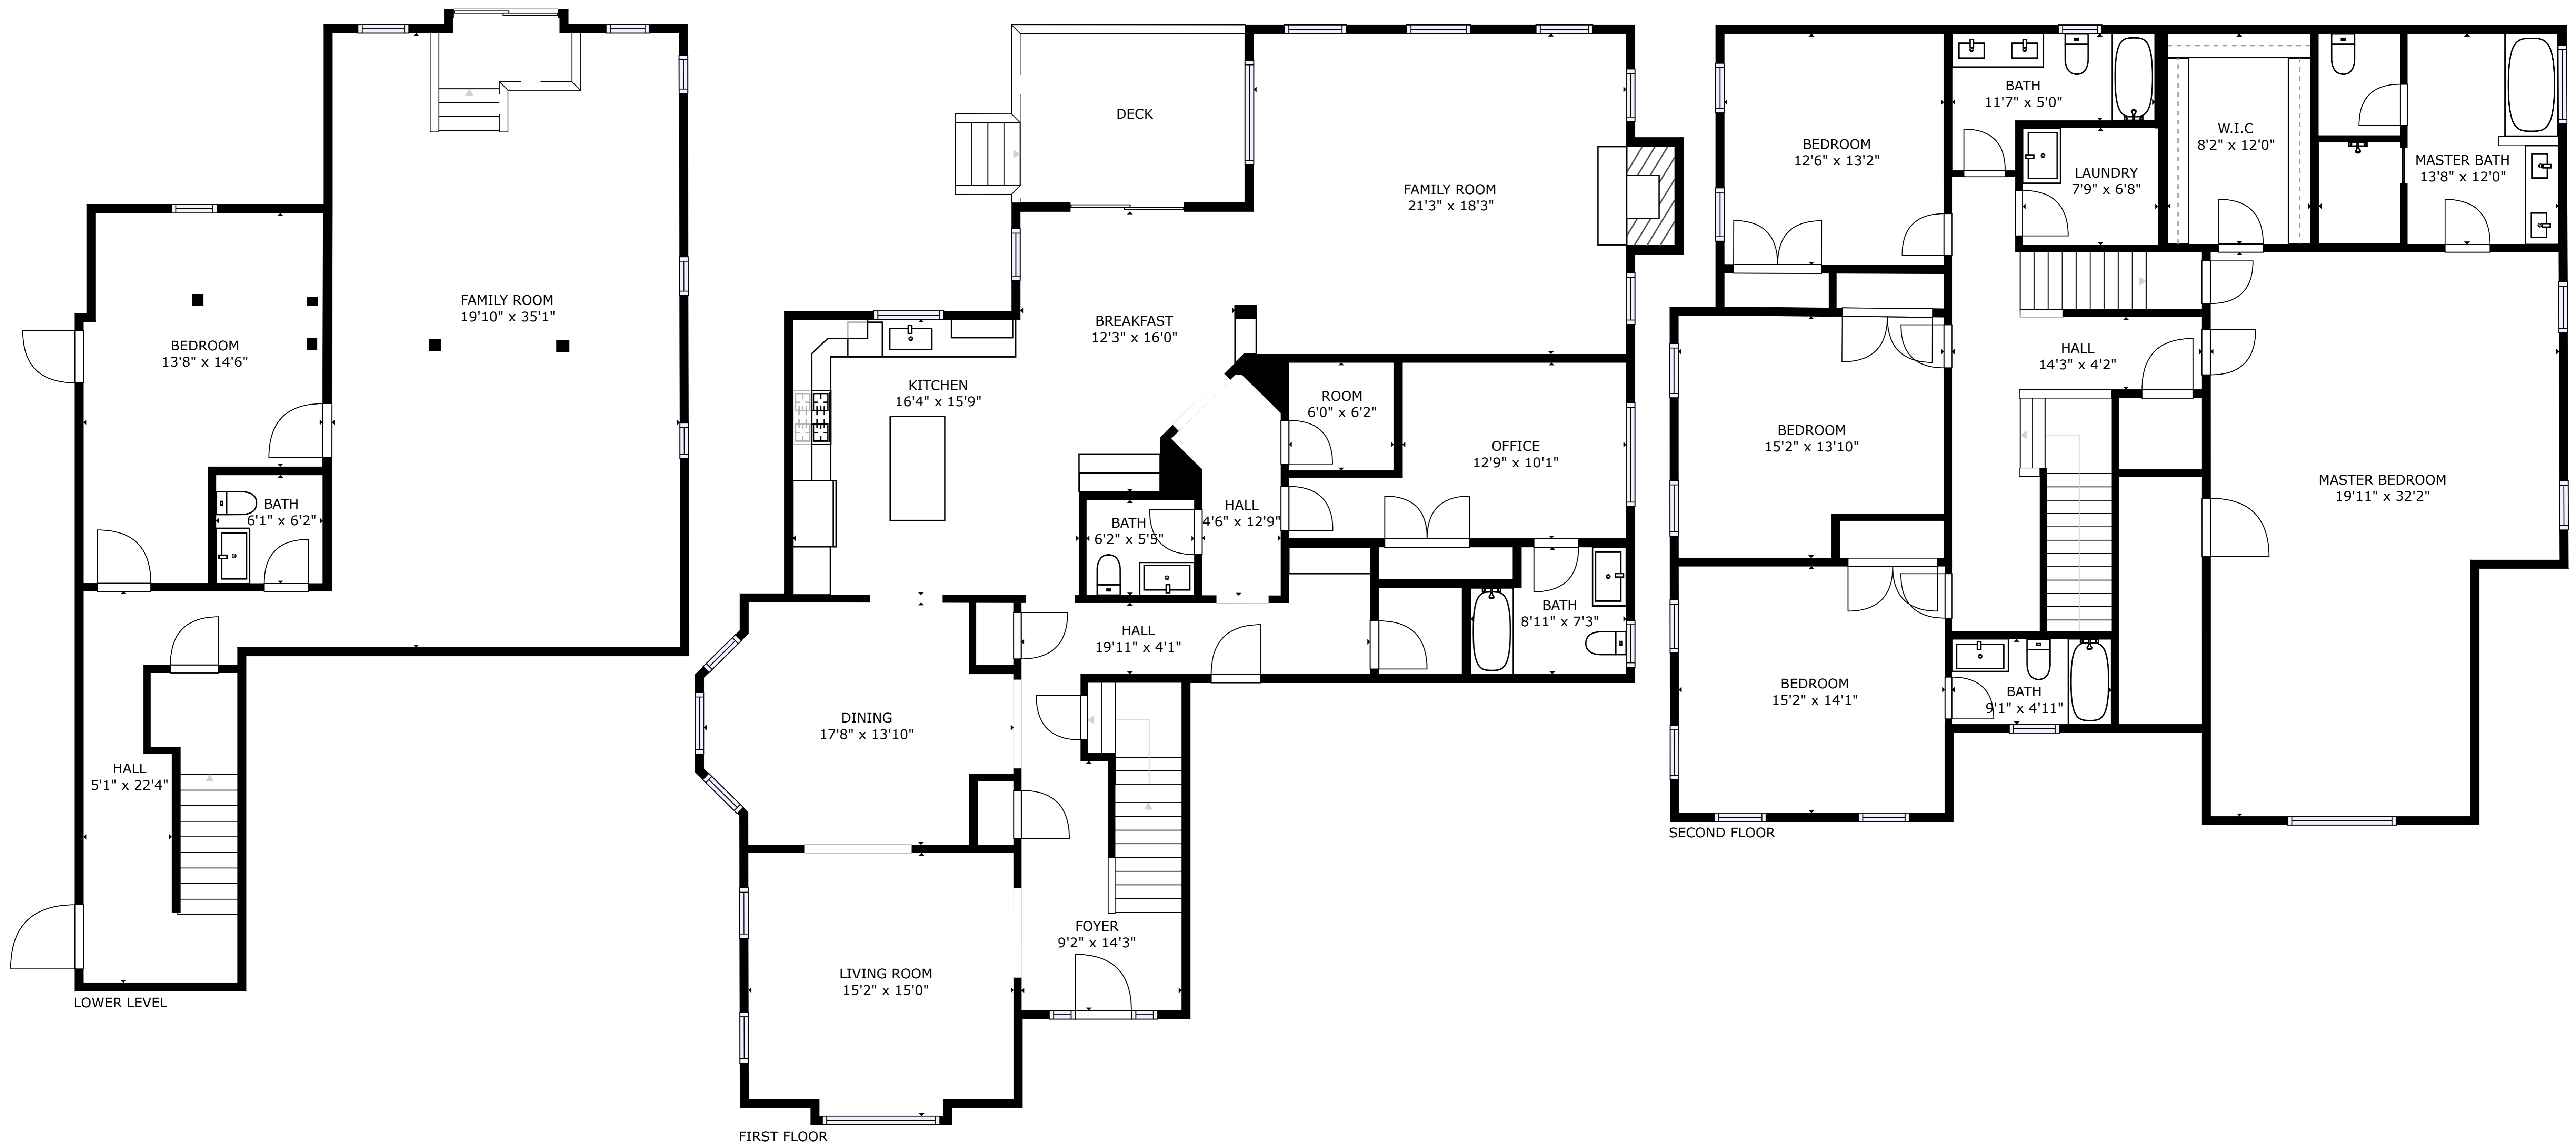 FAMILY ROOM
19'10" x 35'1"
BEDROOM
13'8" x 14'6"
BATH
6'1" x 6'2"
HALL
5'1" x 22'4"
LOWER LEVEL
DECK
FAMILY ROOM
21'3" x 18'3"
BREAKFAST
12'3" x 16'0"
KITCHEN
16'4" x 15'9"
ROOM
6'0" x 6'2"
OFFICE
12'9" x 10'1"
HALL
4'6" x 12'9"
BATH
6'2" x 5'5"
BATH
8'11" x 7'3"
HALL
19'11" x 4'1"
DINING
17'8" x 13'10"
FOYER
9'2" x 14'3"
LIVING ROOM
15'2" x 15'0"
FIRST FLOOR
BATH
11'7" x 5'0"
BEDROOM
12'6" x 13'2"
W.I.C
8'2" x 12'0"
MASTER BATH
13'8" x 12'0"
LAUNDRY
7'9" x 6'8"
HALL
14'3" x 4'2"
BEDROOM
15'2" x 13'10"
MASTER BEDROOM
19'11" x 32'2"
BEDROOM
15'2" x 14'1"
BATH
9'1" x 4'11"
SECOND FLOOR